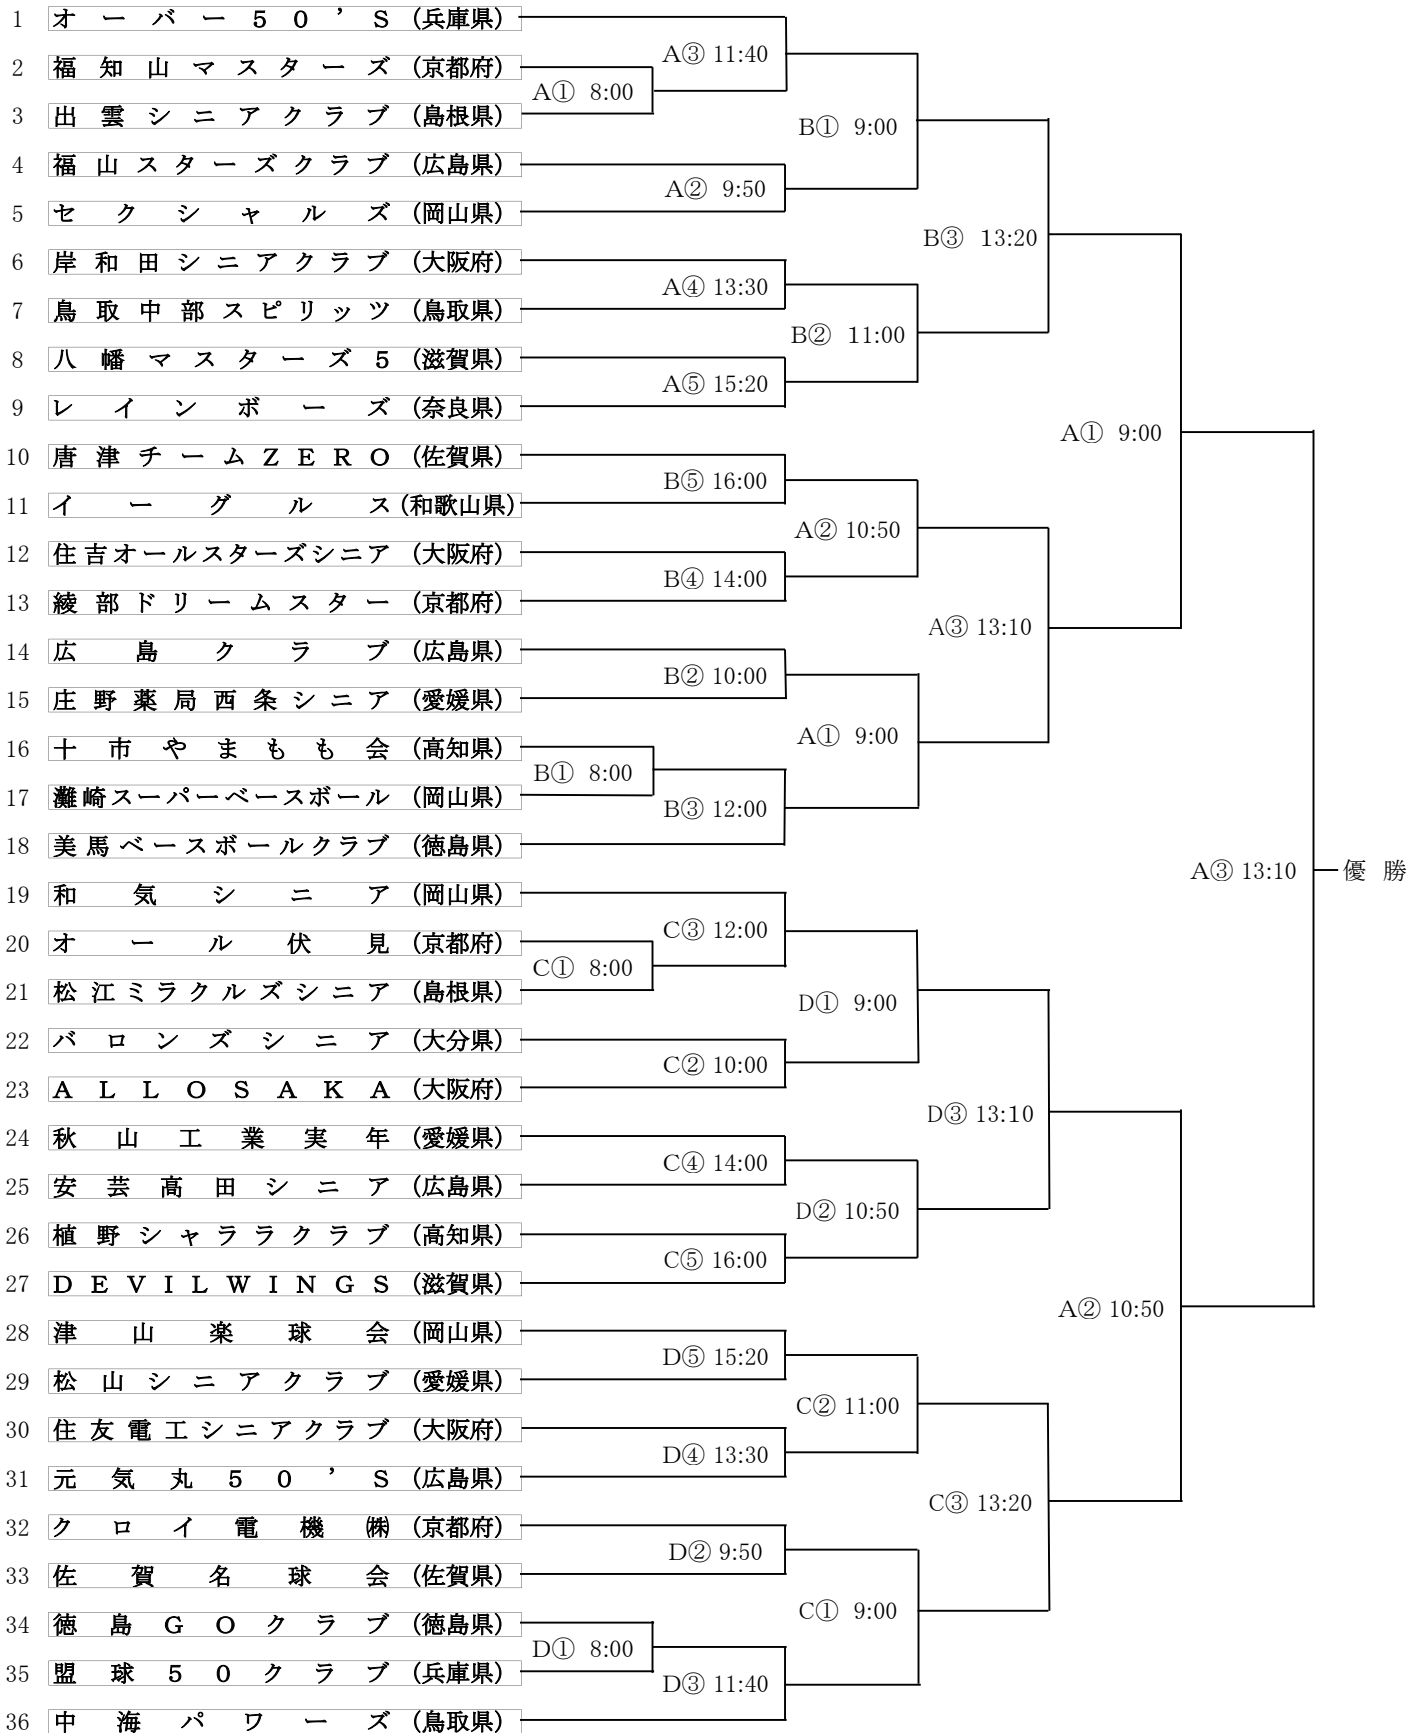 1 オーバー50’S (兵庫県)
A③ 11:40
2 福知山マスターズ (京都府)
A① 8:00
3 出雲シニアクラブ (島根県)
B① 9:00
4 福山スターズクラブ (広島県)
A② 9:50
5 セクシャルズ (岡山県)
B③ 13:20
6 岸和田シニアクラブ (大阪府)
A④ 13:30
7 鳥取中部スピリッツ (鳥取県)
B② 11:00
8 八幡マスターズ5 (滋賀県)
A⑤ 15:20
9 レインボーズ (奈良県)
A① 9:00
10 唐津チームZERO (佐賀県)
B⑤ 16:00
11 イーグルス (和歌山県)
A② 10:50
12 住吉オールスターズシニア (大阪府)
B④ 14:00
13 綾部ドリームスター (京都府)
A③ 13:10
14 広島クラブ (広島県)
B② 10:00
15 庄野薬局西条シニア (愛媛県)
A① 9:00
16 十市やまもも会 (高知県)
B① 8:00
17 灘崎スーパーベースボール (岡山県)
B③ 12:00
18 美馬ベースボールクラブ (徳島県)
A③ 13:10 優勝
19 和気シニア (岡山県)
C③ 12:00
20 オール伏見 (京都府)
C① 8:00
21 松江ミラクルズシニア (島根県)
D① 9:00
22 バロンズシニア (大分県)
C② 10:00
23 ALLOSAKA (大阪府)
D③ 13:10
24 秋山工業実年 (愛媛県)
C④ 14:00
25 安芸高田シニア (広島県)
D② 10:50
26 植野シャララクラブ (高知県)
C⑤ 16:00
27 DEVILWINGS (滋賀県)
A② 10:50
28 津山楽球会 (岡山県)
D⑤ 15:20
29 松山シニアクラブ (愛媛県)
C② 11:00
30 住友電工シニアクラブ (大阪府)
D④ 13:30
31 元気丸50’S (広島県)
C③ 13:20
32 クロイ電機㈱ (京都府)
D② 9:50
33 佐賀名球会 (佐賀県)
C① 9:00
34 徳島GOクラブ (徳島県)
D① 8:00
35 盟球50クラブ (兵庫県)
D③ 11:40
36 中海パワーズ (鳥取県)